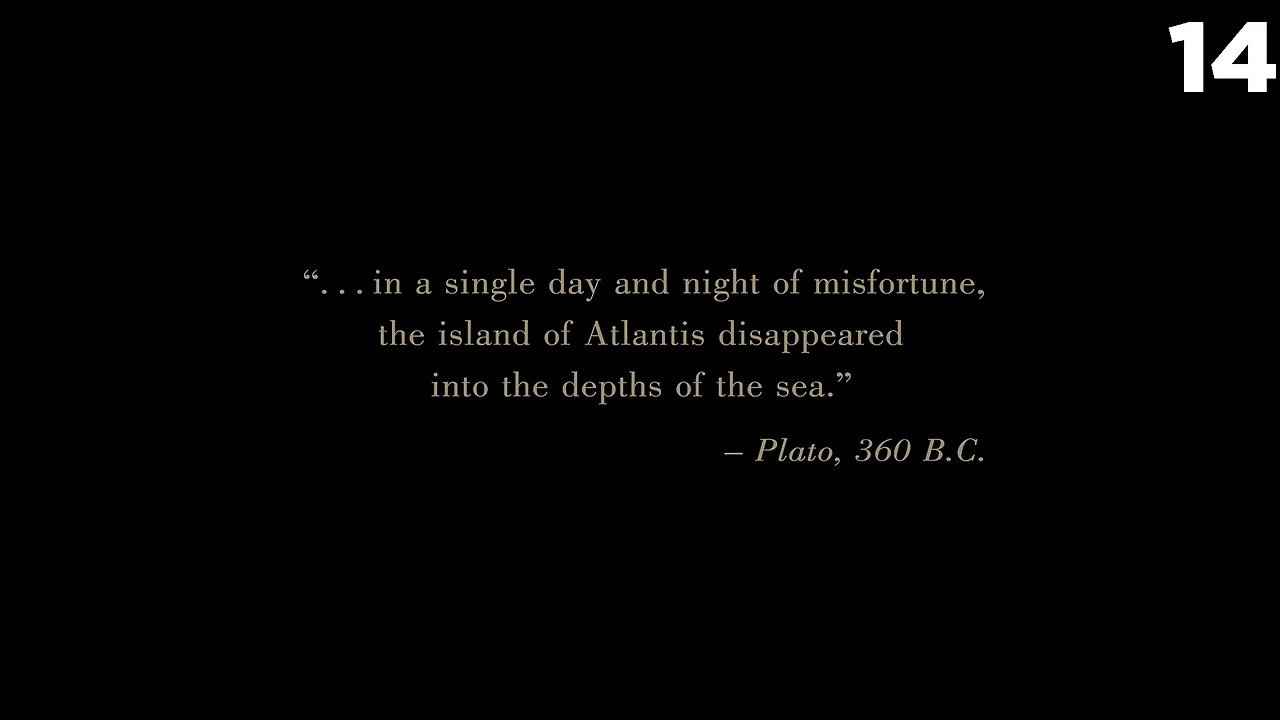 14
“. . . in a single day and night of misfortune,
the island of Atlantis disappeared
into the depths of the sea.”
– Plato, 360 B.C.